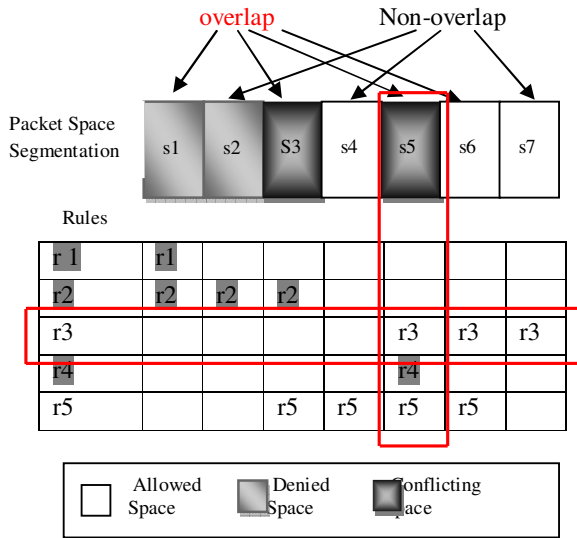 overlap Non-overlap
Packet Space
Segmentation
s1 s2 S3 s4 s5 s6 s7
Rules
r 1 r1
r2 r2 r2 r2
r3 r3 r3 r3
r4 r4
r5 r5 r5 r5 r5
Allowed Space
Denied Space
Conflicting Space